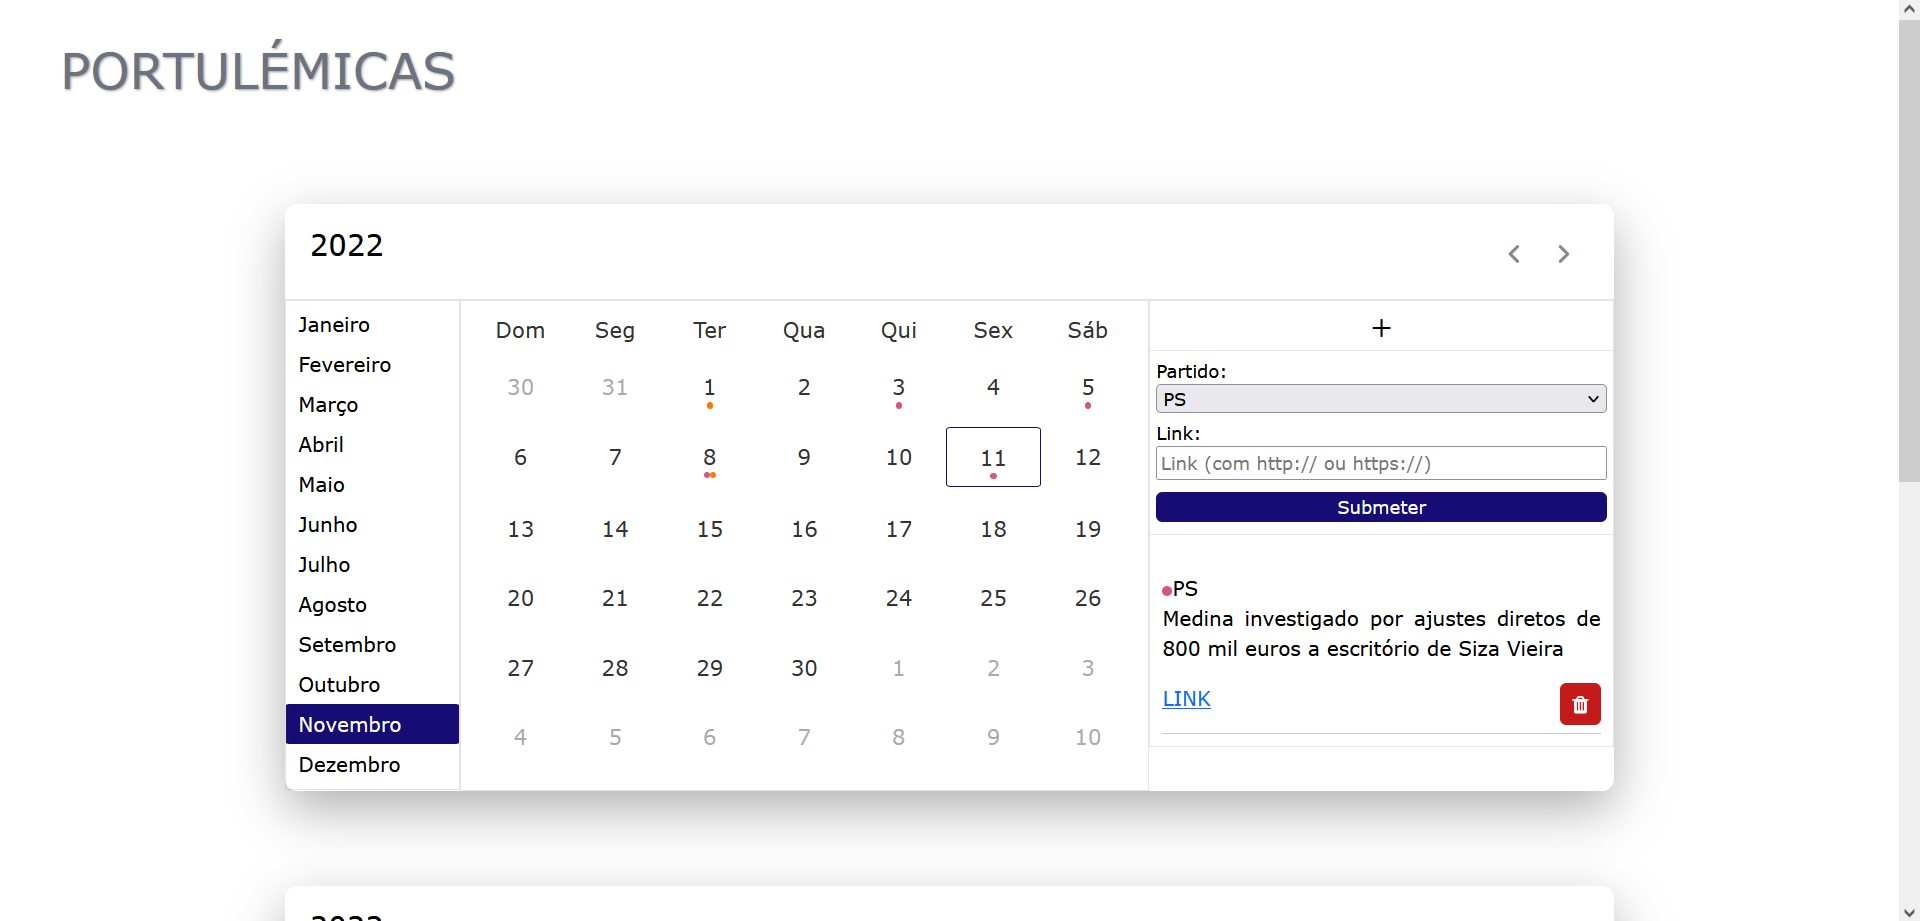 PORTULÉMICAS
2022
Janeiro
Fevereiro
Março
Abril
Maio
Junho
Julho
Agosto
Setembro
Outubro
Novembro
Dezembro
Dom Seg Ter Qua Qui Sex Sáb
30 31 1 2 3 4 5
6 7 8 9 10 11 12
13 14 15 16 17 18 19
20 21 22 23 24 25 26
27 28 29 30 1 2 3
4 5 6 7 8 9 10
+
Partido:
PS
Link:
Link (com http:// ou https://)
Submeter
PS
Medina investigado por ajustes diretos de
800 mil euros a escritório de Siza Vieira
LINK